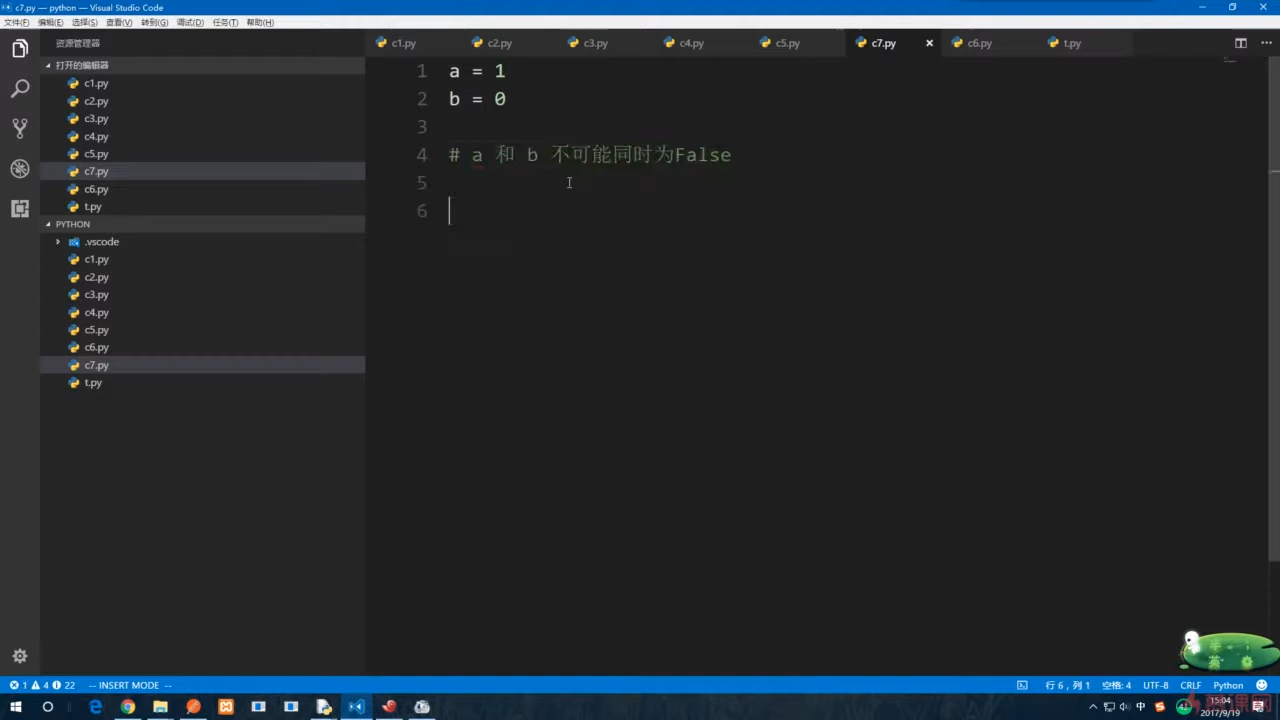 c7.py — python — Visual Studio Code
文件(F) 编辑(E) 选择(S) 查看(V) 转到(G) 调试(D) 任务(T) 帮助(H)
资源管理器
c1.py c2.py c3.py c4.py c5.py c7.py c6.py t.py
打开的编辑器
c1.py
c2.py
c3.py
c4.py
c5.py
c7.py
c6.py
t.py
PYTHON
.vscode
c1.py
c2.py
c3.py
c4.py
c5.py
c6.py
c7.py
t.py
1 a = 1
2 b = 0
3
4 # a 和 b 不可能同时为False
5
6
1 4 22 -- INSERT MODE --
行 6，列 1 空格: 4 UTF-8 CRLF Python
中
15:04
2017/9/19